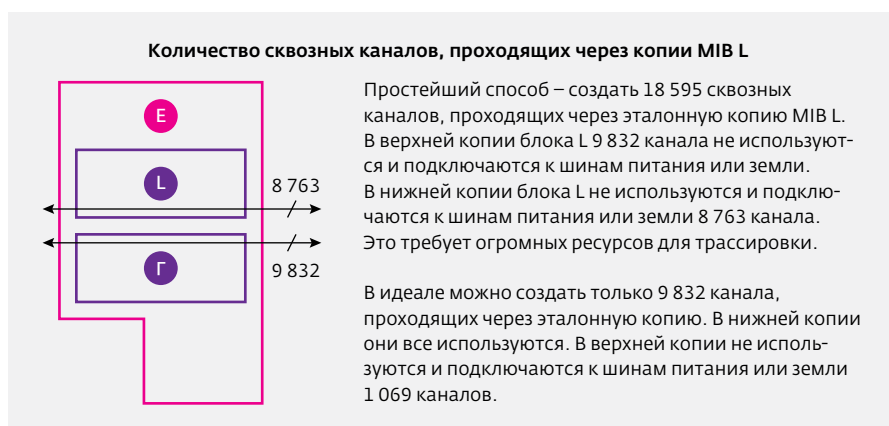 Количество сквозных каналов, проходящих через копии MIB L
E
L
8 763
9 832
Г
Простейший способ – создать 18 595 сквозных
каналов, проходящих через эталонную копию MIB L.
В верхней копии блока L 9 832 канала не используют-
ся и подключаются к шинам питания или земли.
В нижней копии блока L не используются и подклю-
чаются к шинам питания или земли 8 763 канала.
Это требует огромных ресурсов для трассировки.
В идеале можно создать только 9 832 канала,
проходящих через эталонную копию. В нижней копии
они все используются. В верхней копии не исполь-
зуются и подключаются к шинам питания или земли
1 069 каналов.